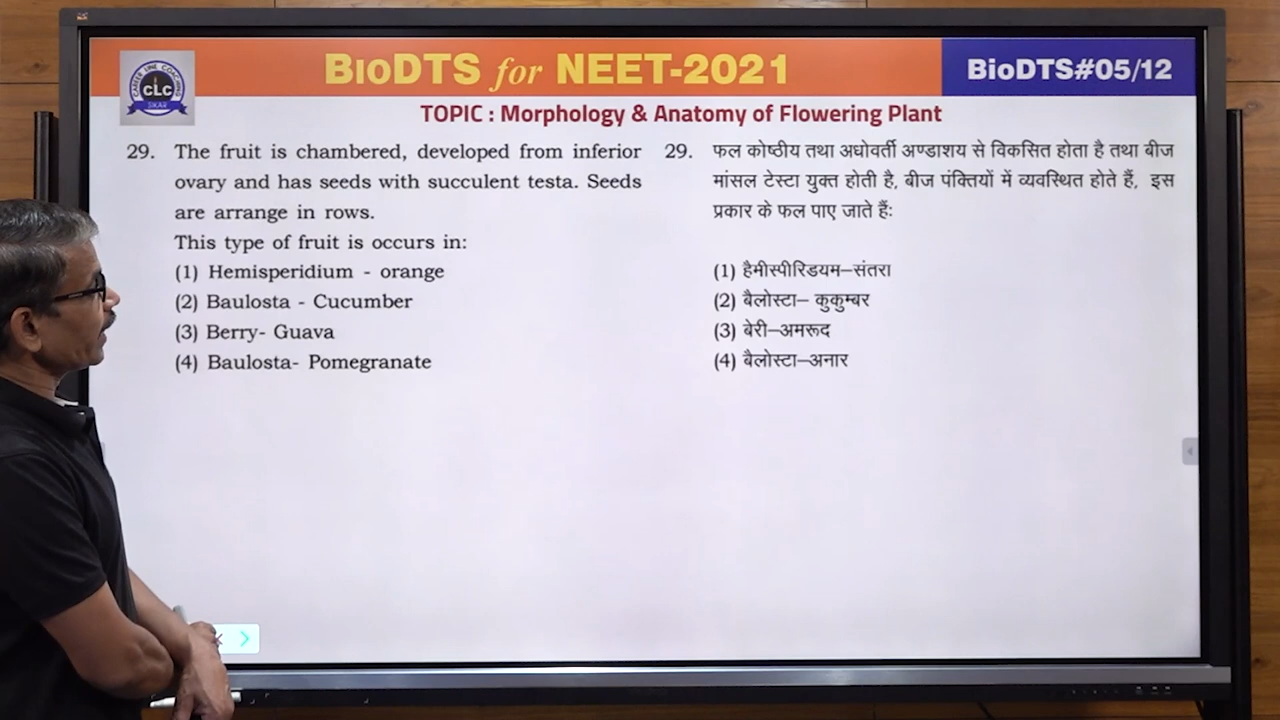 CAREER LINE COACHING
CLC
SIKAR
BIODTS for NEET-2021
BioDTS#05/12
TOPIC : Morphology & Anatomy of Flowering Plant
29. The fruit is chambered, developed from inferior
ovary and has seeds with succulent testa. Seeds
are arrange in rows.
This type of fruit is occurs in:
(1) Hemisperidium - orange
(2) Baulosta - Cucumber
(3) Berry- Guava
(4) Baulosta- Pomegranate
29. फल कोष्ठीय तथा अधोवर्ती अण्डाशय से विकसित होता है तथा बीज
मांसल टेस्टा युक्त होती है, बीज पंक्तियों में व्यवस्थित होते हैं, इस
प्रकार के फल पाए जाते हैं:
(1) हैमीस्पीरिडियम–संतरा
(2) बैलोस्टा– कुकुम्बर
(3) बेरी–अमरूद
(4) बैलोस्टा–अनार